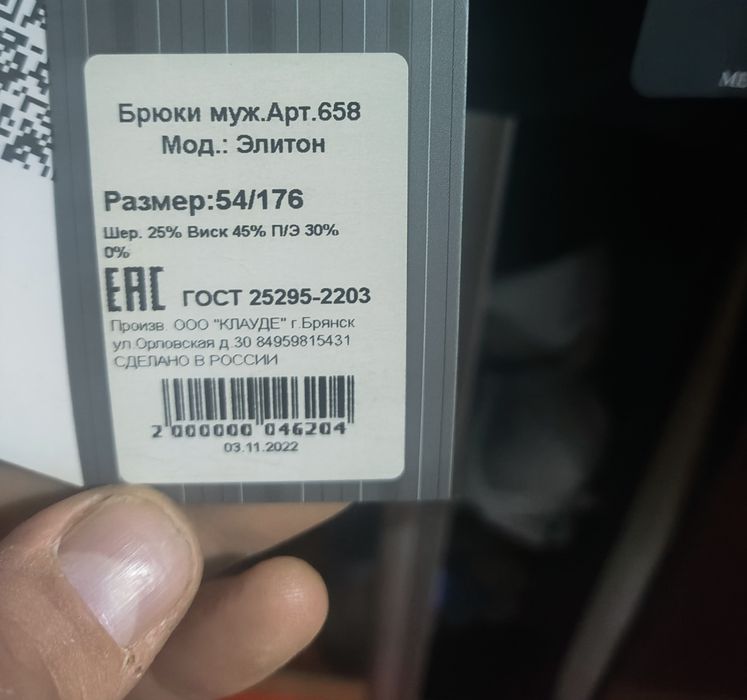 Брюки муж.Арт.658
Мод.: Элитон
Размер:54/176
Шер. 25% Виск 45% П/Э 30%
0%
ЕАС ГОСТ 25295-2203
Произв. ООО "КЛАУДЕ" г.Брянск
ул.Орловская д.30 84959815431
СДЕЛАНО В РОССИИ
2 000000 046204
03.11.2022